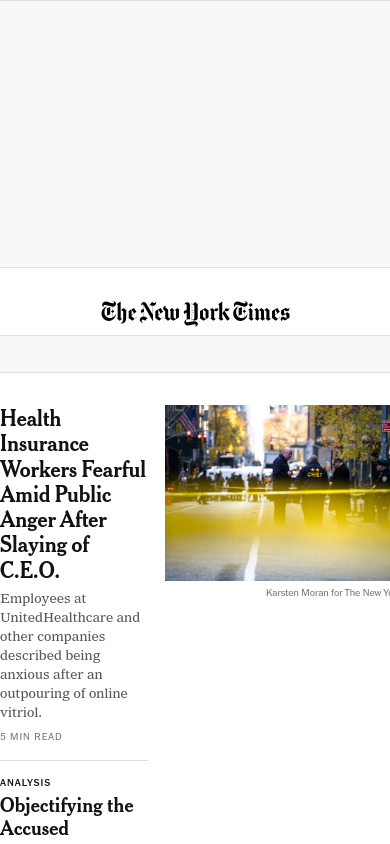 The New York Times
Health
Insurance
Workers Fearful
Amid Public
Anger After
Slaying of
C.E.O.
Employees at
UnitedHealthcare and
other companies
described being
anxious after an
outpouring of online
vitriol.
5 MIN READ
CHIEF
Karsten Moran for The New Yo
ANALYSIS
Objectifying the
Accused